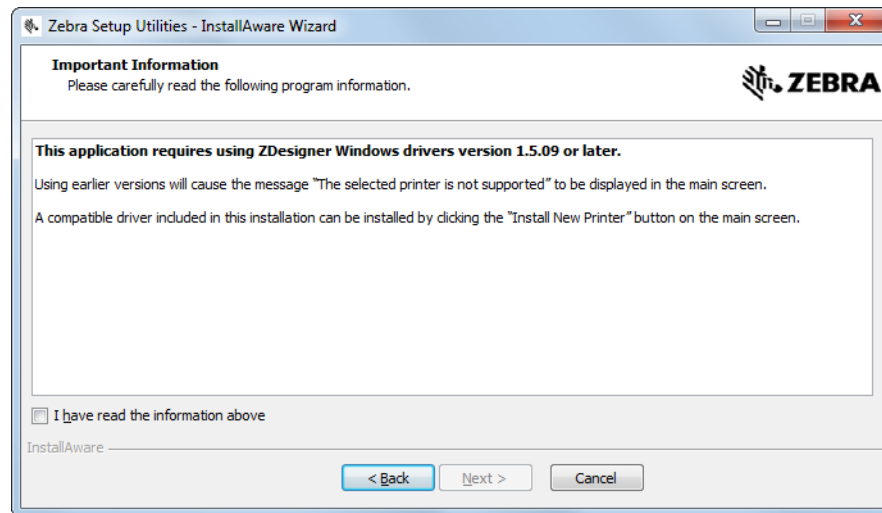 Zebra Setup Utilities - InstallAware Wizard
Important Information
Please carefully read the following program information.
ZEBRA
This application requires using ZDesigner Windows drivers version 1.5.09 or later.
Using earlier versions will cause the message “The selected printer is not supported” to be displayed in the main screen.
A compatible driver included in this installation can be installed by clicking the “Install New Printer” button on the main screen.
I have read the information above
InstallAware
< Back
Next >
Cancel